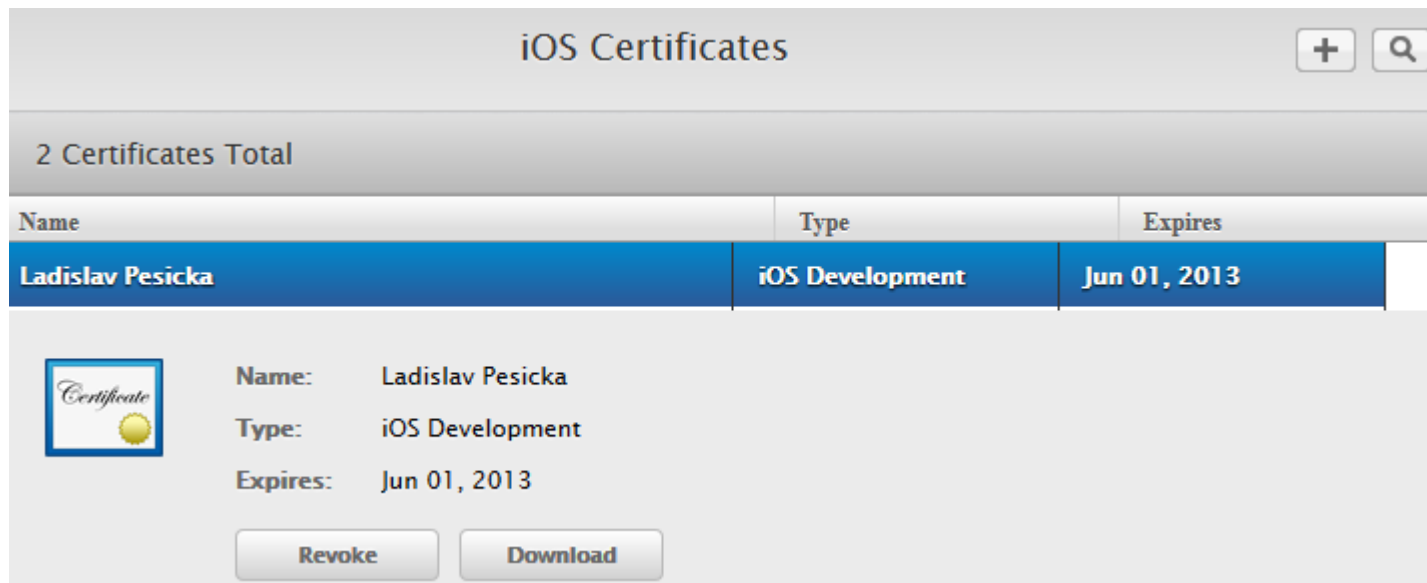 iOS Certificates
2 Certificates Total
Name Type Expires
Ladislav Pesicka iOS Development Jun 01, 2013
Certificate
Name: Ladislav Pesicka
Type: iOS Development
Expires: Jun 01, 2013
Revoke Download